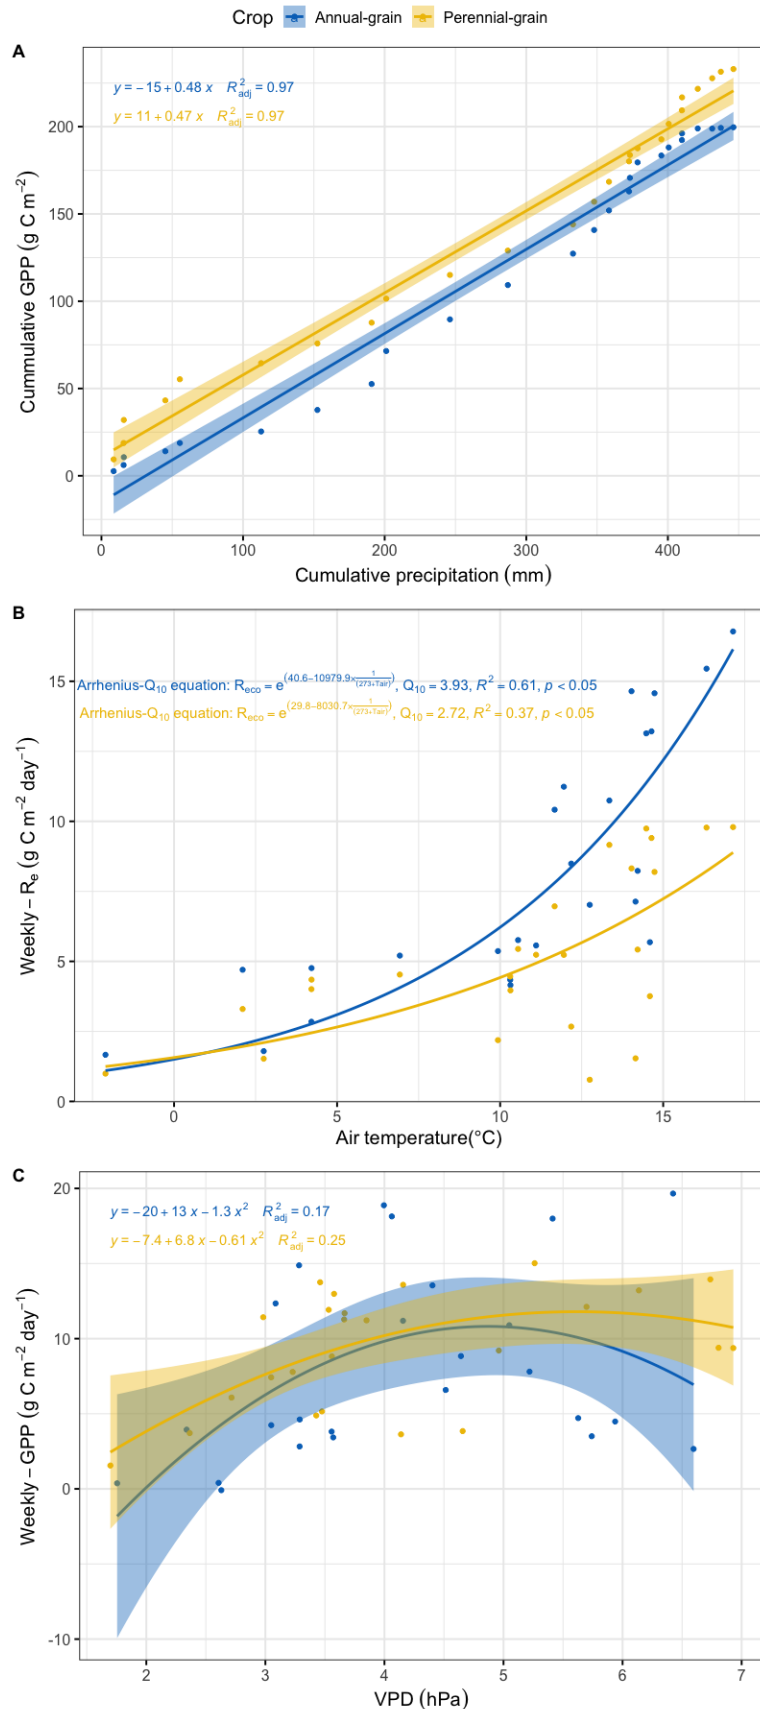 Crop Annual-grain Perennial-grain
A
y = −15 + 0.48 x R²adj = 0.97
y = 11 + 0.47 x R²adj = 0.97
200
150
100
50
0
Cummulative GPP (g C m⁻²)
0 100 200 300 400
Cumulative precipitation (mm)
B
Arrhenius-Q₁₀ equation: Reco = e^(40.6−10979.9×1/(273+Tair)), Q₁₀ = 3.93, R² = 0.61, p < 0.05
Arrhenius-Q₁₀ equation: Reco = e^(29.8−8030.7×1/(273+Tair)), Q₁₀ = 2.72, R² = 0.37, p < 0.05
15
10
5
0
Weekly − Re (g C m⁻² day⁻¹)
0 5 10 15
Air temperature(°C)
C
y = −20 + 13 x − 1.3 x² R²adj = 0.17
y = −7.4 + 6.8 x − 0.61 x² R²adj = 0.25
20
10
0
-10
Weekly − GPP (g C m⁻² day⁻¹)
2 3 4 5 6 7
VPD (hPa)